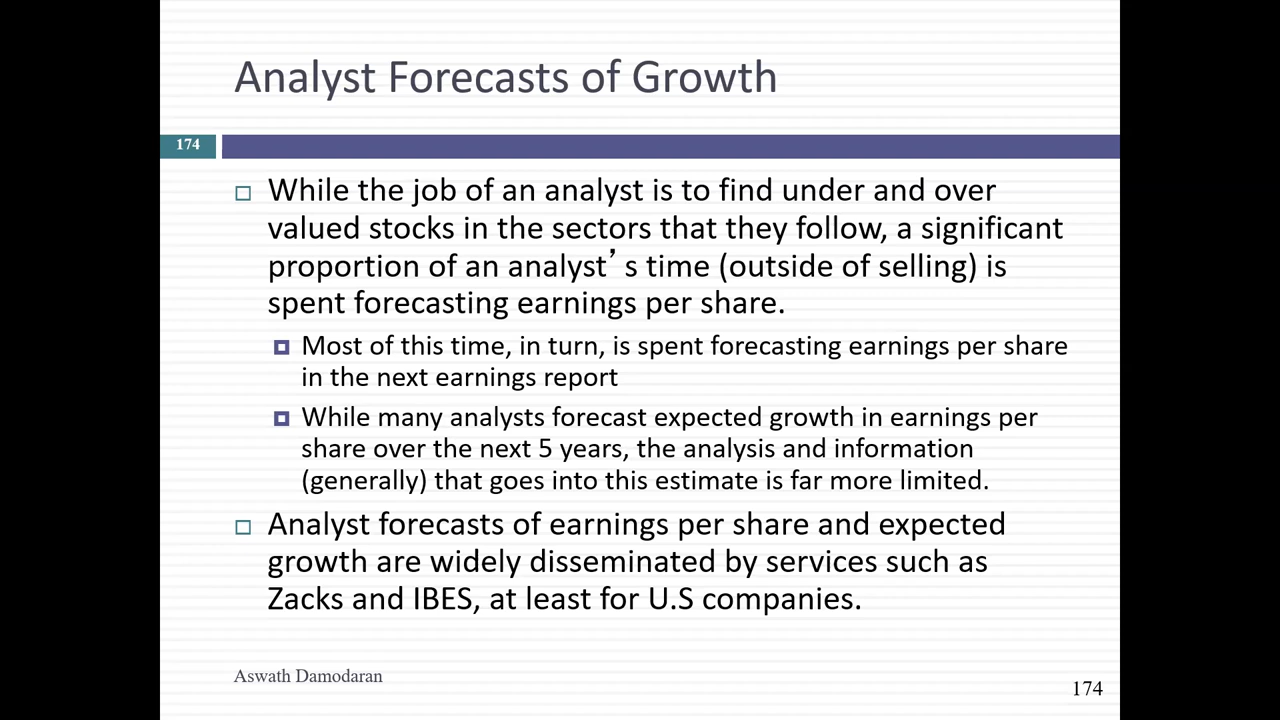 Analyst Forecasts of Growth
174
While the job of an analyst is to find under and over
valued stocks in the sectors that they follow, a significant
proportion of an analyst’ s time (outside of selling) is
spent forecasting earnings per share.
Most of this time, in turn, is spent forecasting earnings per share
in the next earnings report
While many analysts forecast expected growth in earnings per
share over the next 5 years, the analysis and information
(generally) that goes into this estimate is far more limited.
Analyst forecasts of earnings per share and expected
growth are widely disseminated by services such as
Zacks and IBES, at least for U.S companies.
Aswath Damodaran
174